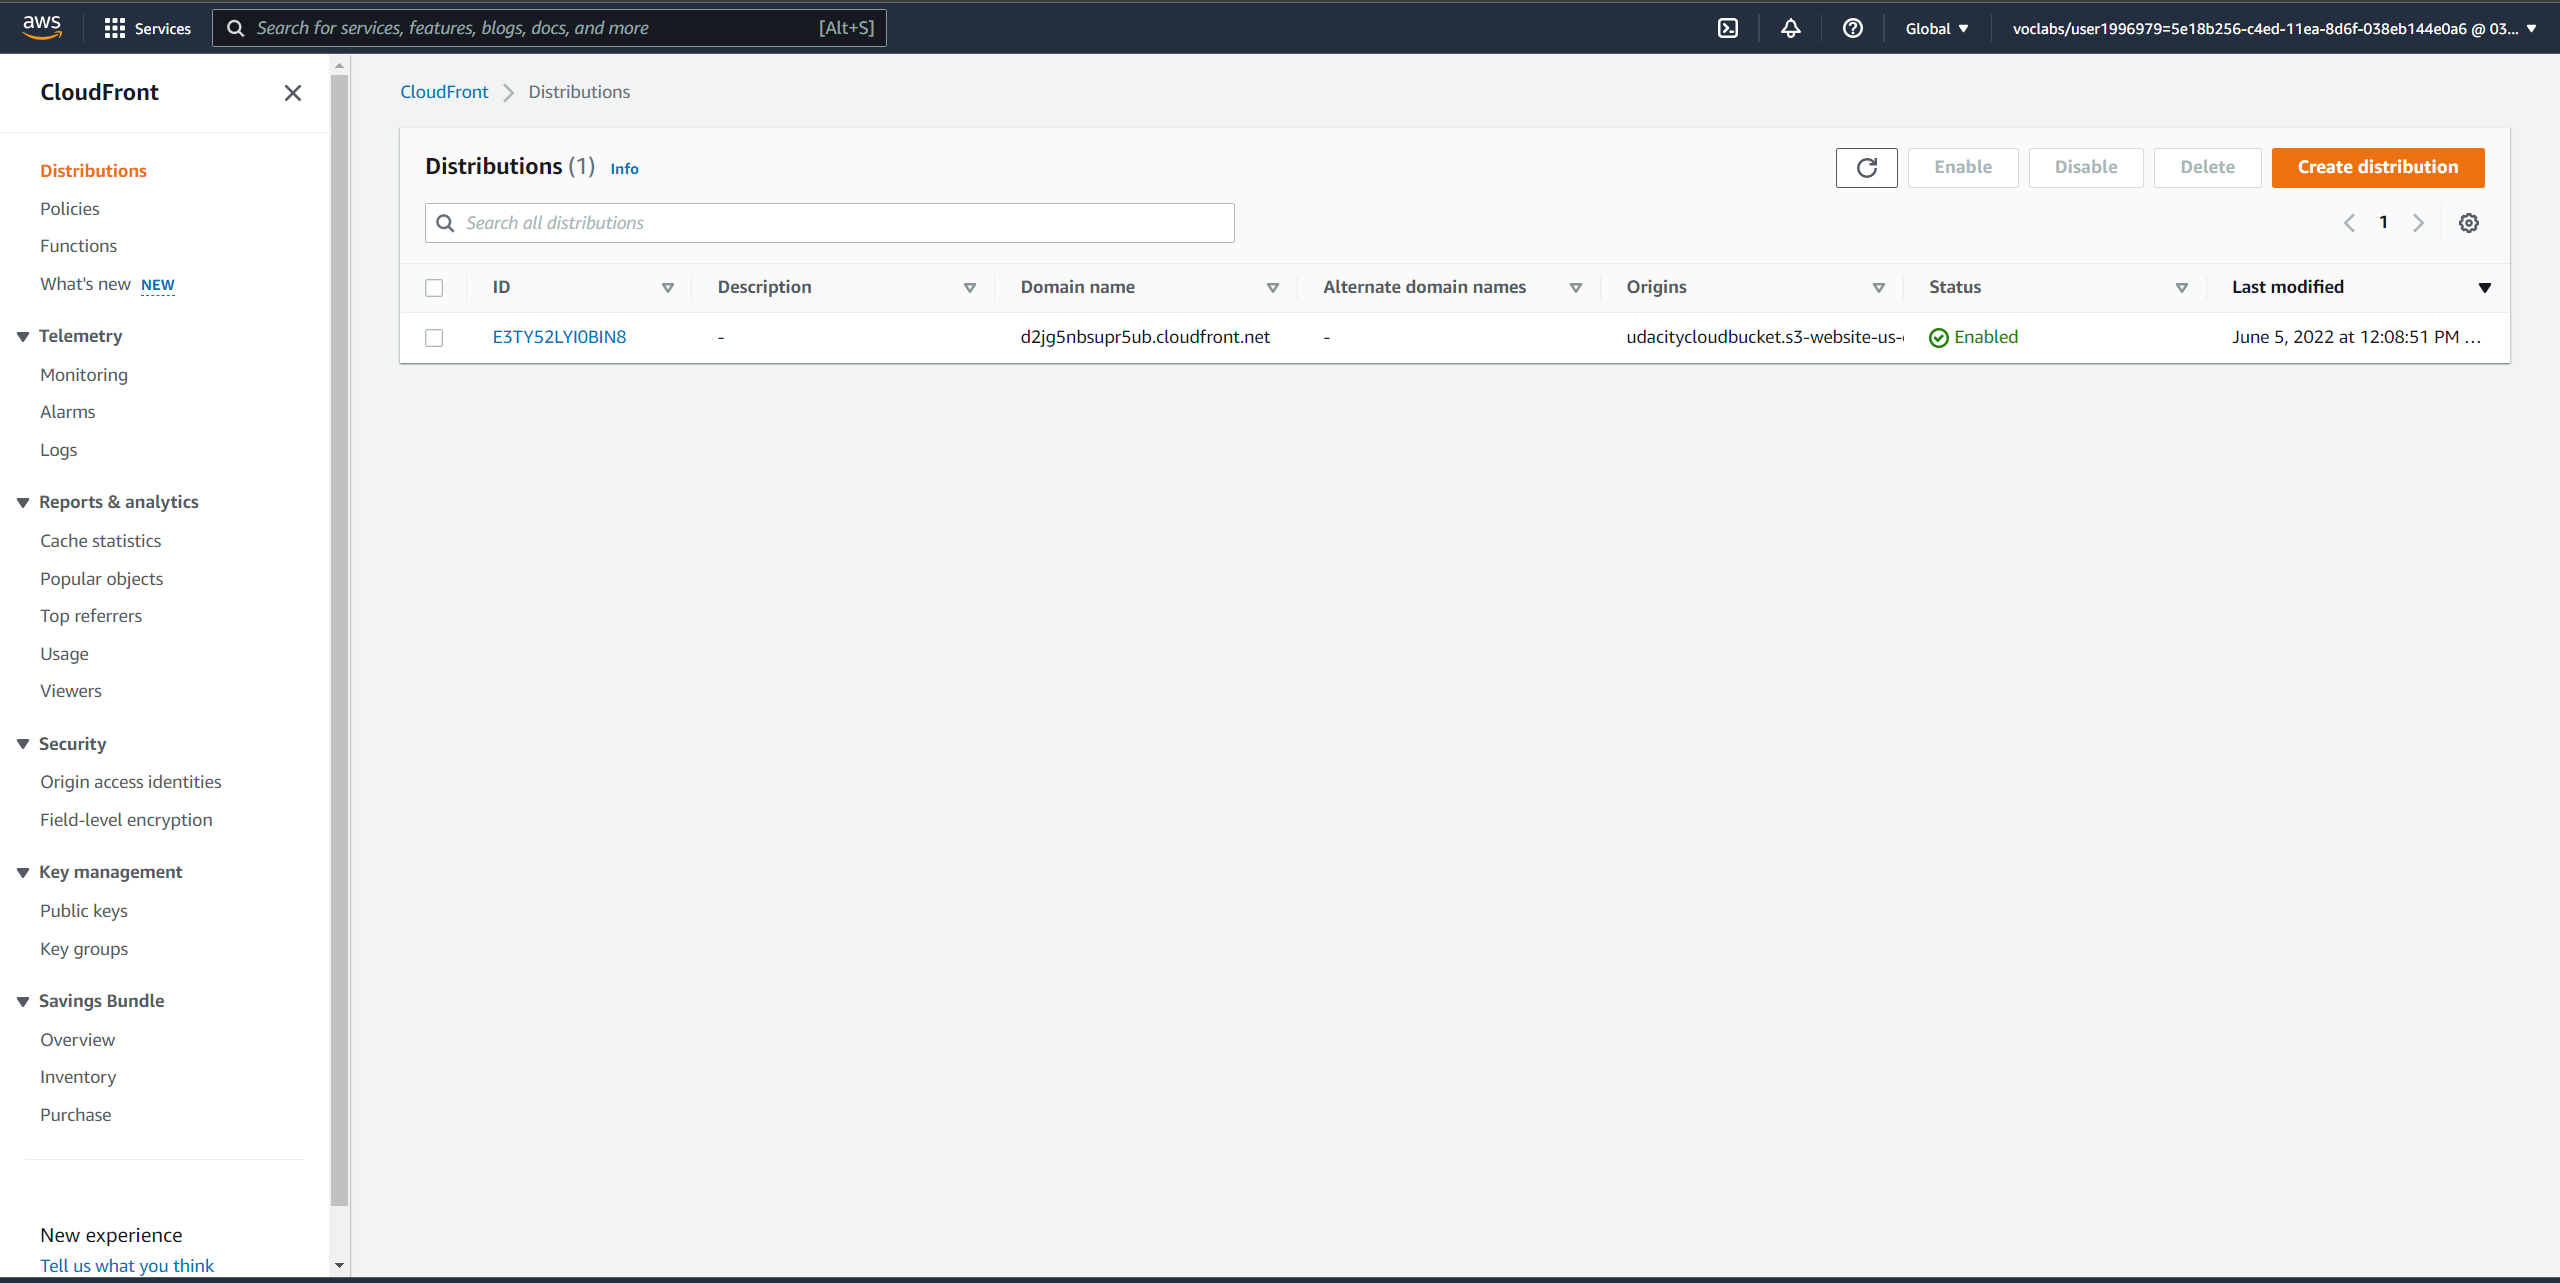 aws
Services
Search for services, features, blogs, docs, and more [Alt+S]
Global
voclabs/user1996979=5e18b256-c4ed-11ea-8d6f-038eb144e0a6 @ 03...
CloudFront
Distributions
Policies
Functions
What's new NEW
Telemetry
Monitoring
Alarms
Logs
Reports & analytics
Cache statistics
Popular objects
Top referrers
Usage
Viewers
Security
Origin access identities
Field-level encryption
Key management
Public keys
Key groups
Savings Bundle
Overview
Inventory
Purchase
New experience
Tell us what you think
CloudFront Distributions
Distributions (1) Info
Enable Disable Delete Create distribution
Search all distributions
1
ID Description Domain name Alternate domain names Origins Status Last modified
E3TY52LYI0BIN8 - d2jg5nbsupr5ub.cloudfront.net - udacitycloudbucket.s3-website-us- Enabled June 5, 2022 at 12:08:51 PM ...